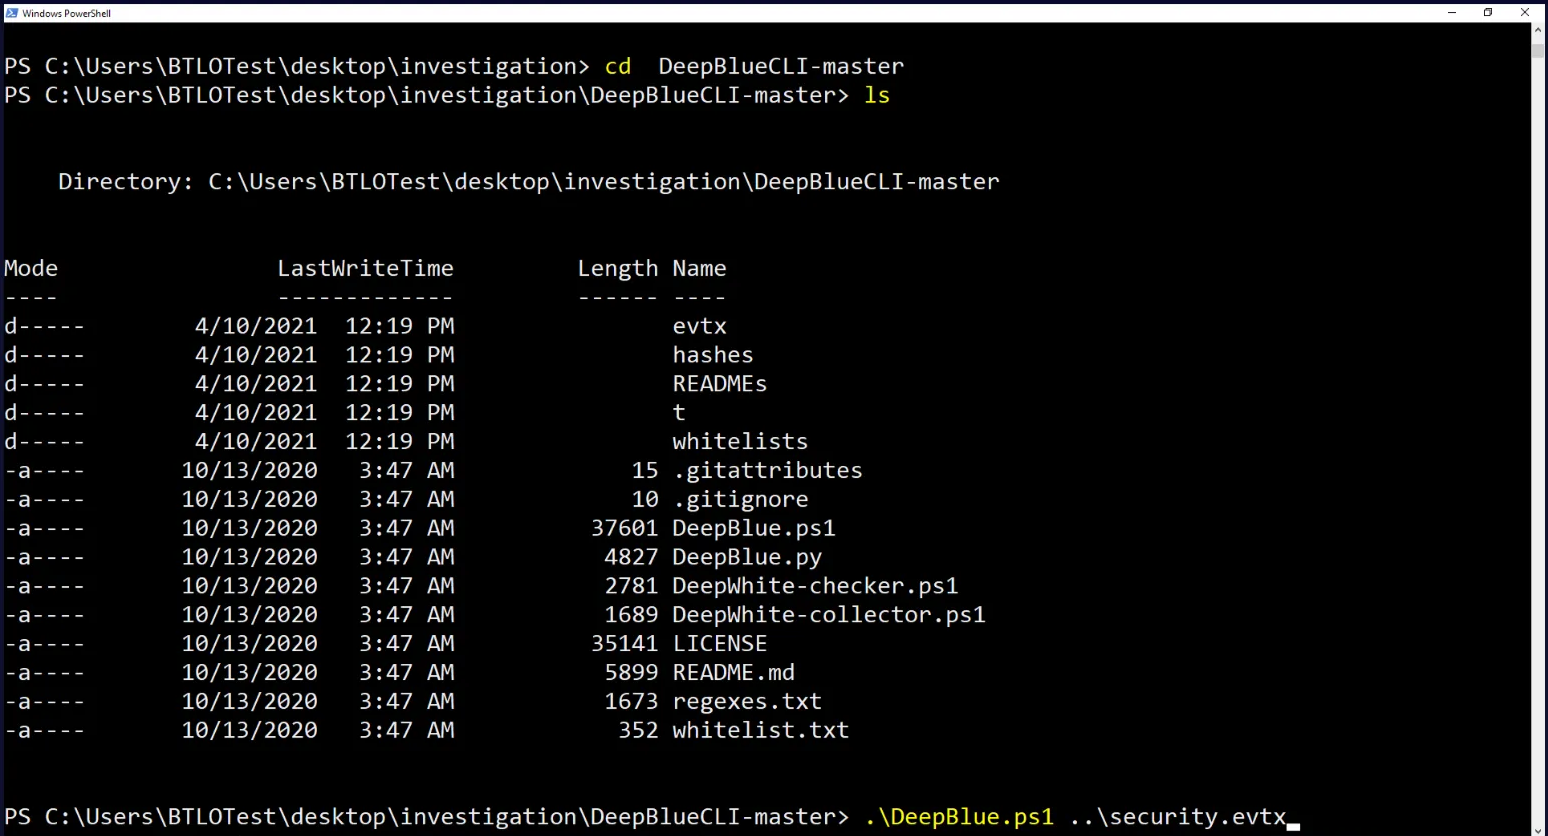 Windows PowerShell
PS C:\Users\BTLOTest\desktop\investigation> cd  DeepBlueCLI-master
PS C:\Users\BTLOTest\desktop\investigation\DeepBlueCLI-master> ls
    Directory: C:\Users\BTLOTest\desktop\investigation\DeepBlueCLI-master
Mode                LastWriteTime         Length Name
----                -------------         ------ ----
d-----        4/10/2021  12:19 PM                evtx
d-----        4/10/2021  12:19 PM                hashes
d-----        4/10/2021  12:19 PM                READMEs
d-----        4/10/2021  12:19 PM                t
d-----        4/10/2021  12:19 PM                whitelists
-a----       10/13/2020   3:47 AM             15 .gitattributes
-a----       10/13/2020   3:47 AM             10 .gitignore
-a----       10/13/2020   3:47 AM          37601 DeepBlue.ps1
-a----       10/13/2020   3:47 AM           4827 DeepBlue.py
-a----       10/13/2020   3:47 AM           2781 DeepWhite-checker.ps1
-a----       10/13/2020   3:47 AM           1689 DeepWhite-collector.ps1
-a----       10/13/2020   3:47 AM          35141 LICENSE
-a----       10/13/2020   3:47 AM           5899 README.md
-a----       10/13/2020   3:47 AM           1673 regexes.txt
-a----       10/13/2020   3:47 AM            352 whitelist.txt
PS C:\Users\BTLOTest\desktop\investigation\DeepBlueCLI-master> .\DeepBlue.ps1 ..\security.evtx